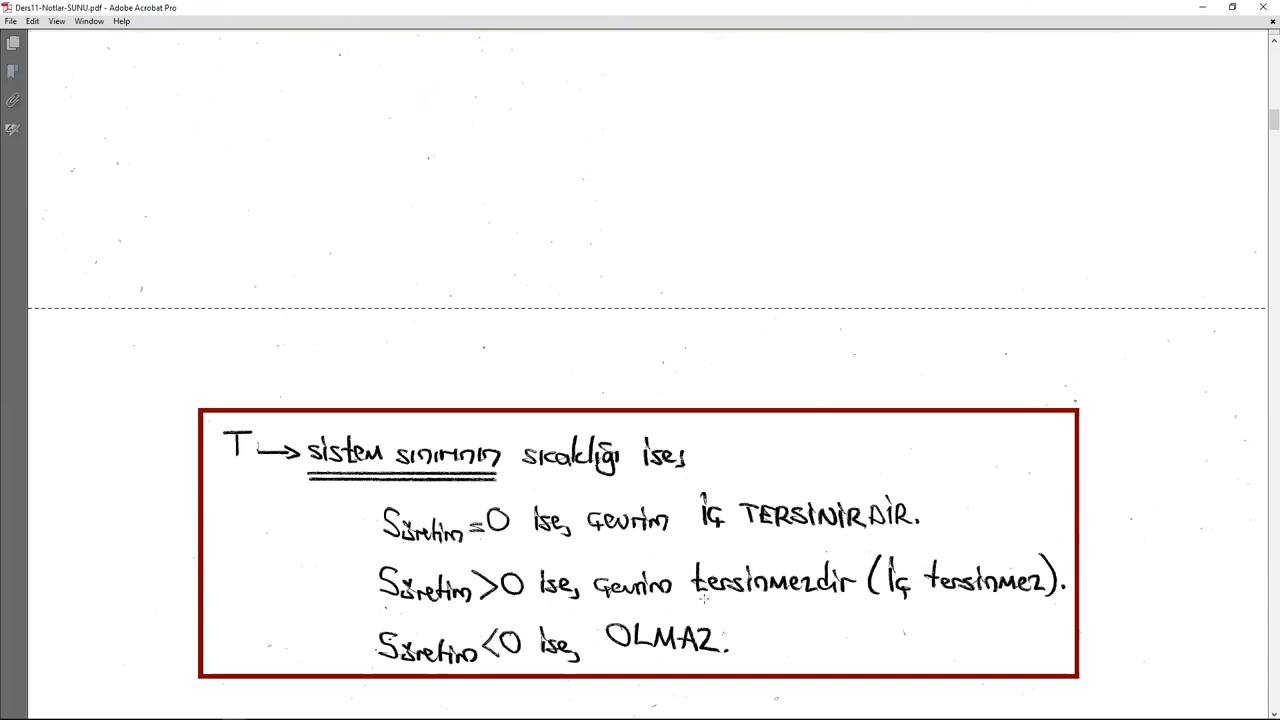 Ders11-Notlar-SUNU.pdf - Adobe Acrobat Pro
File Edit View Window Help
T → sistem sınırının sıcaklığı ise,
Süretim = 0 ise, çevrim İÇ TERSİNİRDİR.
Süretim > 0 ise, çevrim tersinmezdir (İç tersinmez).
Süretim < 0 ise, OLMAZ.